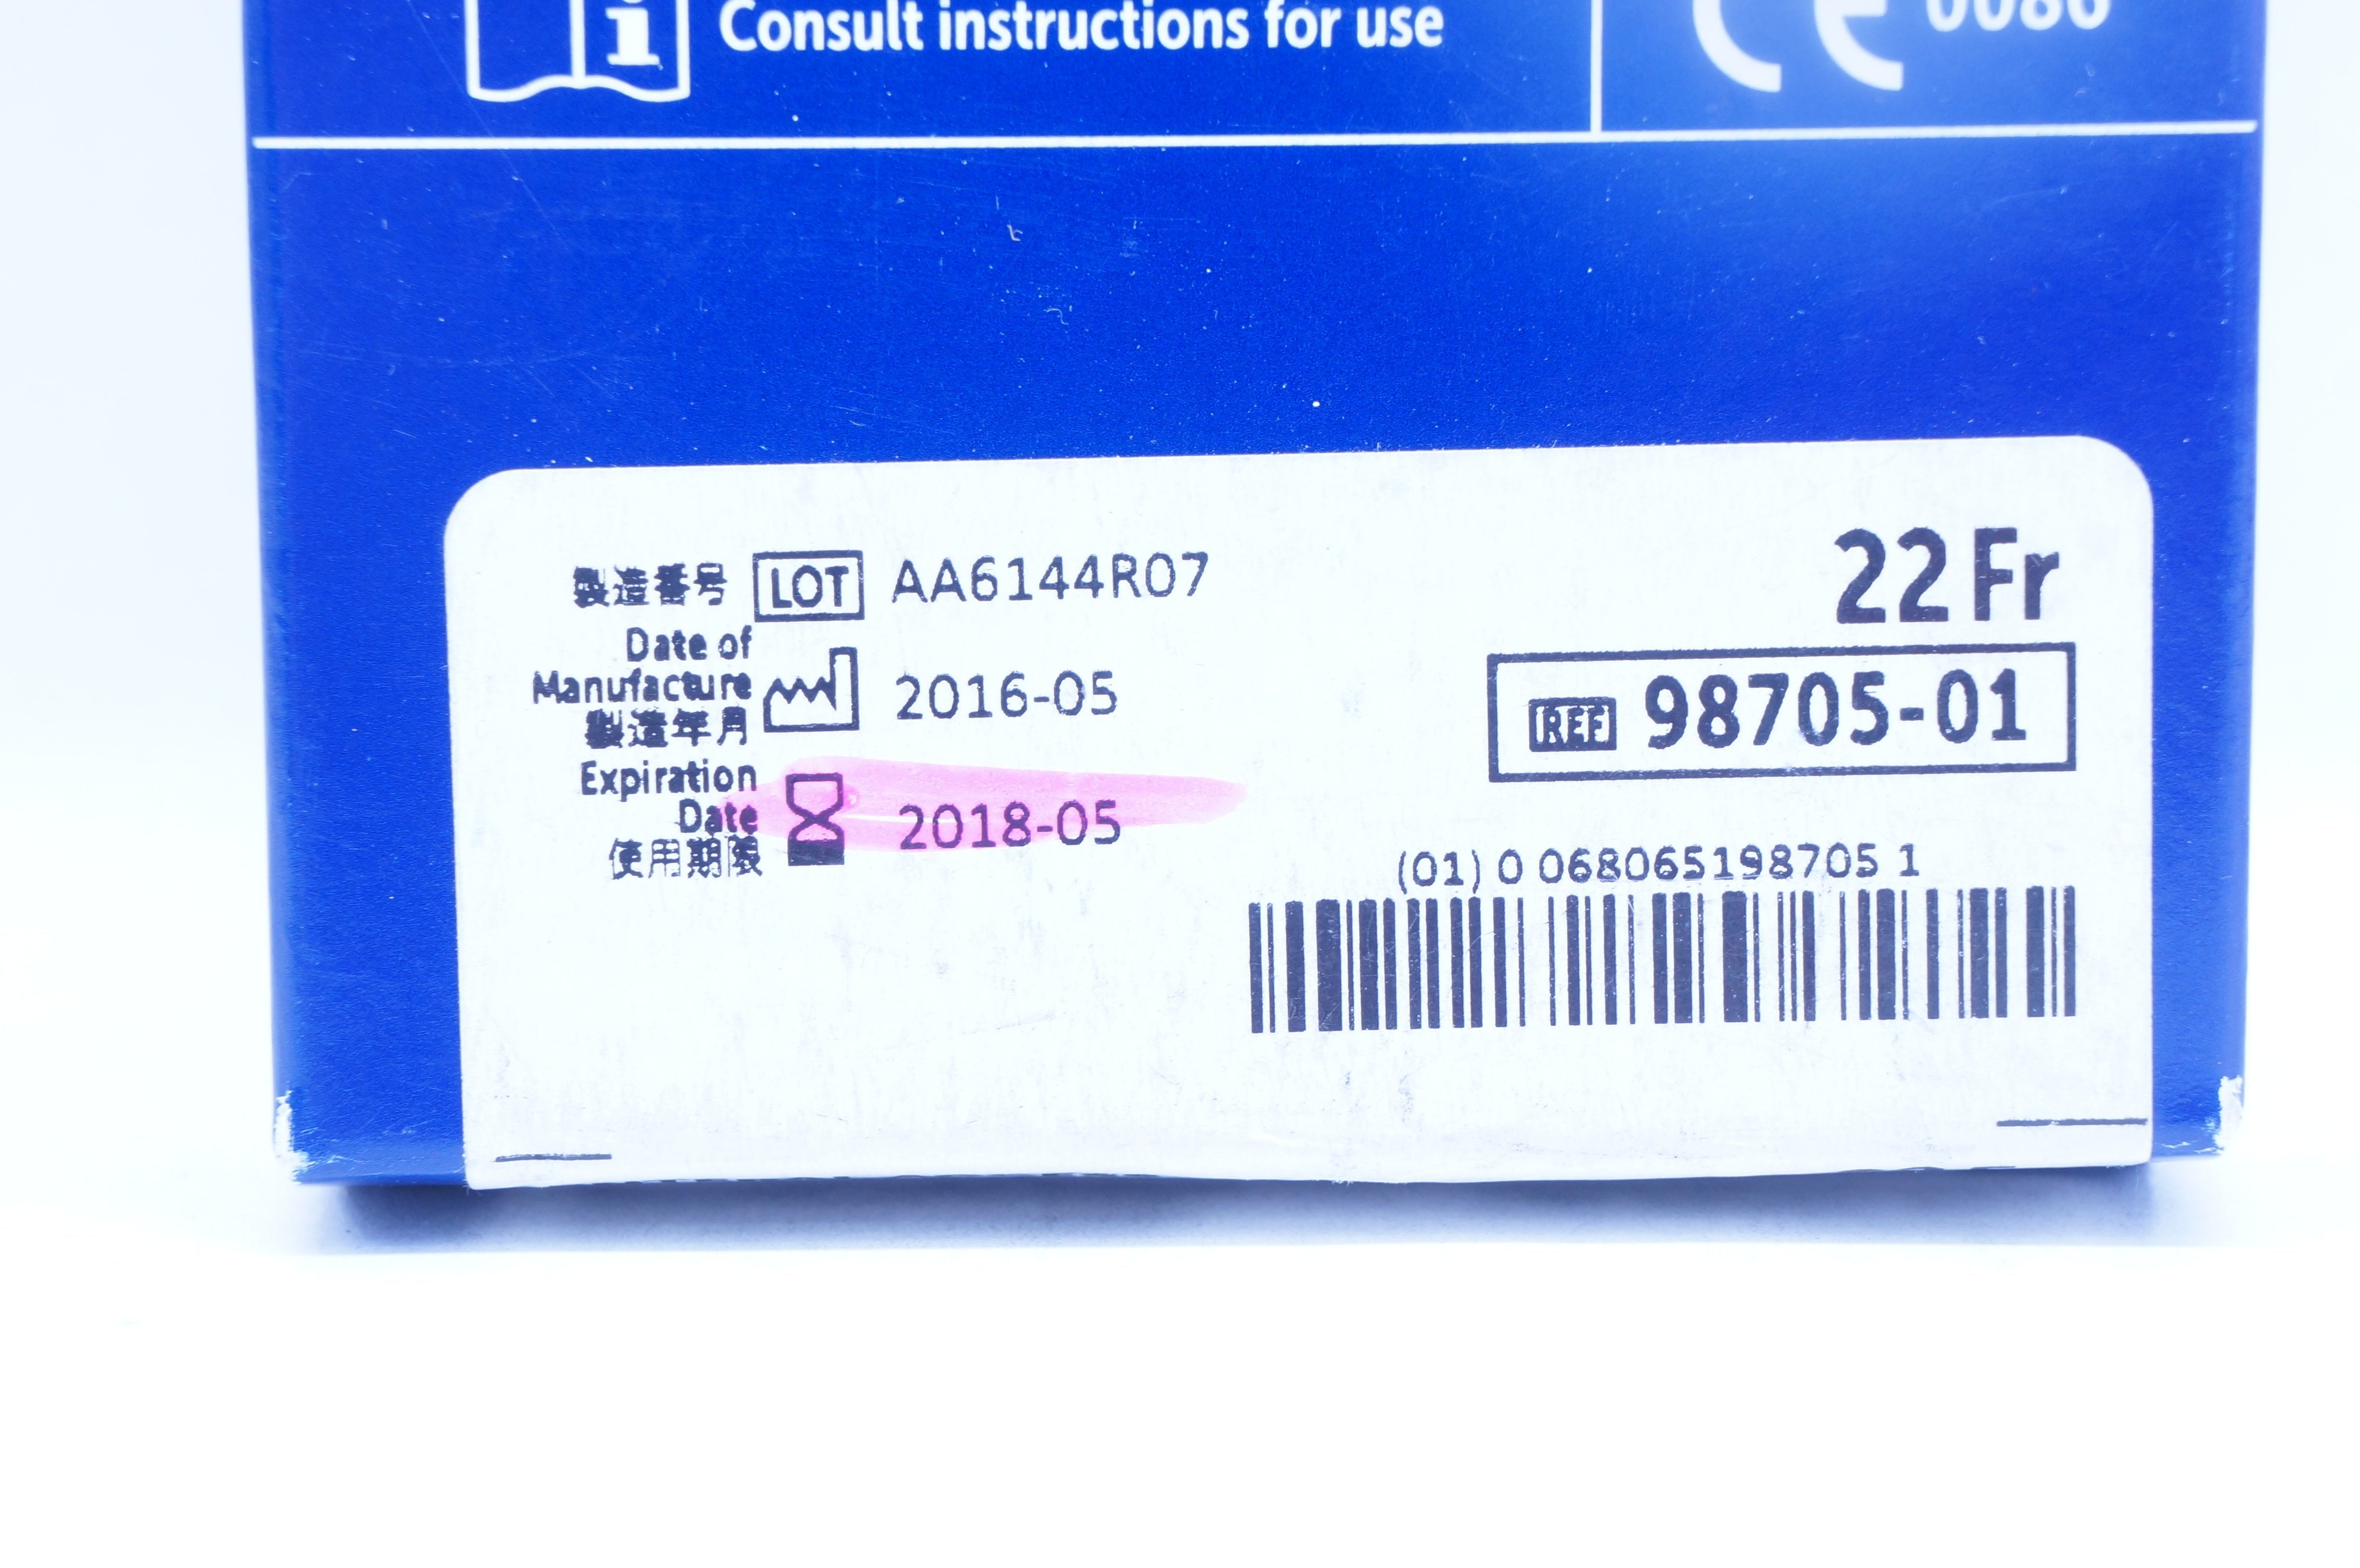 i Consult instructions for use
CE 0086
製造番号 LOT AA6144R07
Date of
Manufacture
製造年月
2016-05
Expiration
Date
使用期限
2018-05
22 Fr
REF 98705-01
(01) 0 068065198705 1